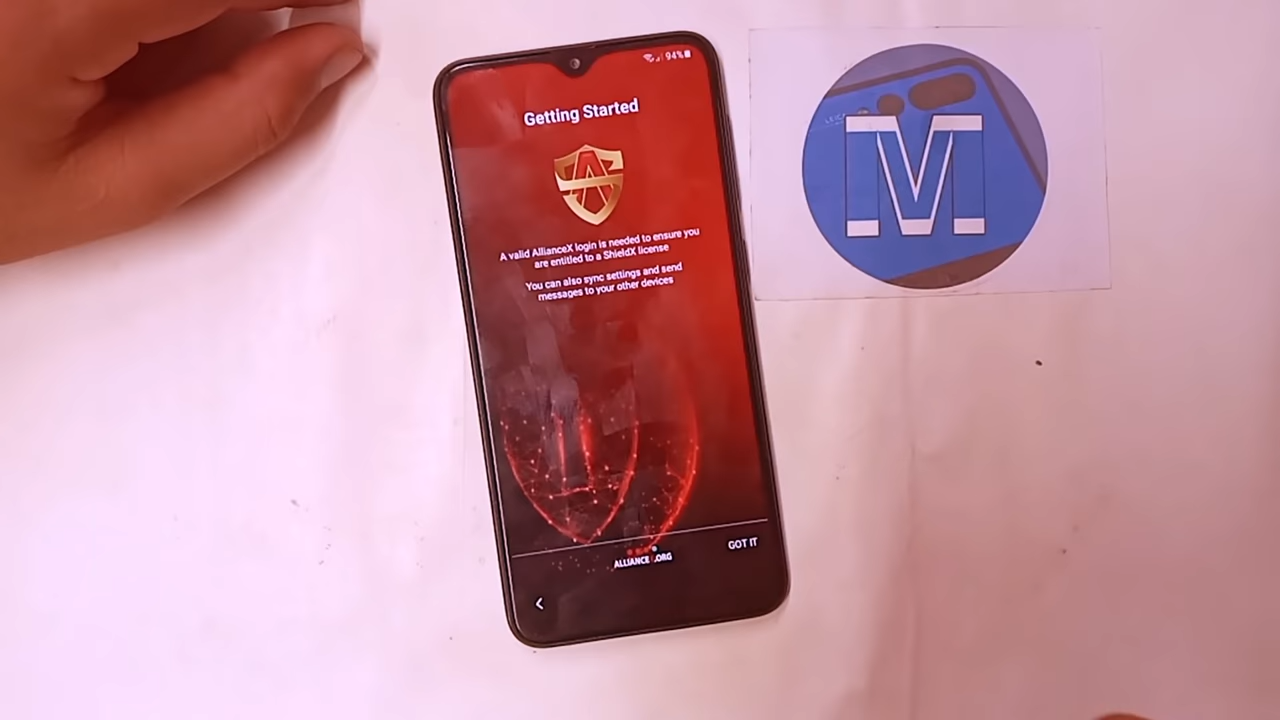 94%
Getting Started
A valid AllianceX login is needed to ensure you
are entitled to a ShieldX license
You can also sync settings and send
messages to your other devices
GOT IT
M